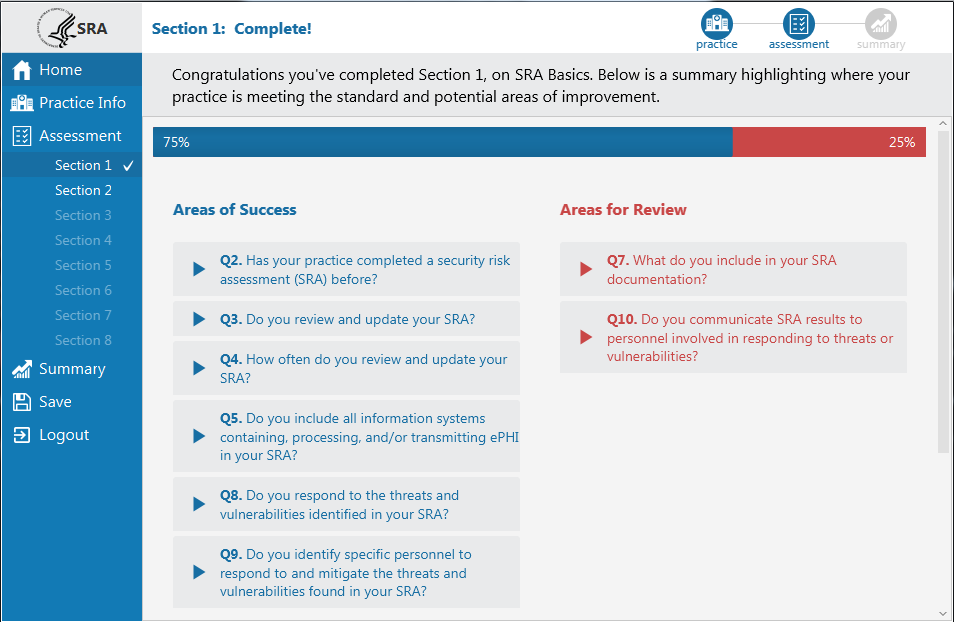 SRA
Section 1:  Complete!
practice
assessment
summary
Home
Practice Info
Assessment
Section 1
Section 2
Section 3
Section 4
Section 5
Section 6
Section 7
Section 8
Summary
Save
Logout
Congratulations you've completed Section 1, on SRA Basics. Below is a summary highlighting where your
practice is meeting the standard and potential areas of improvement.
75%
25%
Areas of Success
Q2. Has your practice completed a security risk
assessment (SRA) before?
Q3. Do you review and update your SRA?
Q4. How often do you review and update your
SRA?
Q5. Do you include all information systems
containing, processing, and/or transmitting ePHI
in your SRA?
Q8. Do you respond to the threats and
vulnerabilities identified in your SRA?
Q9. Do you identify specific personnel to
respond to and mitigate the threats and
vulnerabilities found in your SRA?
Areas for Review
Q7. What do you include in your SRA
documentation?
Q10. Do you communicate SRA results to
personnel involved in responding to threats or
vulnerabilities?